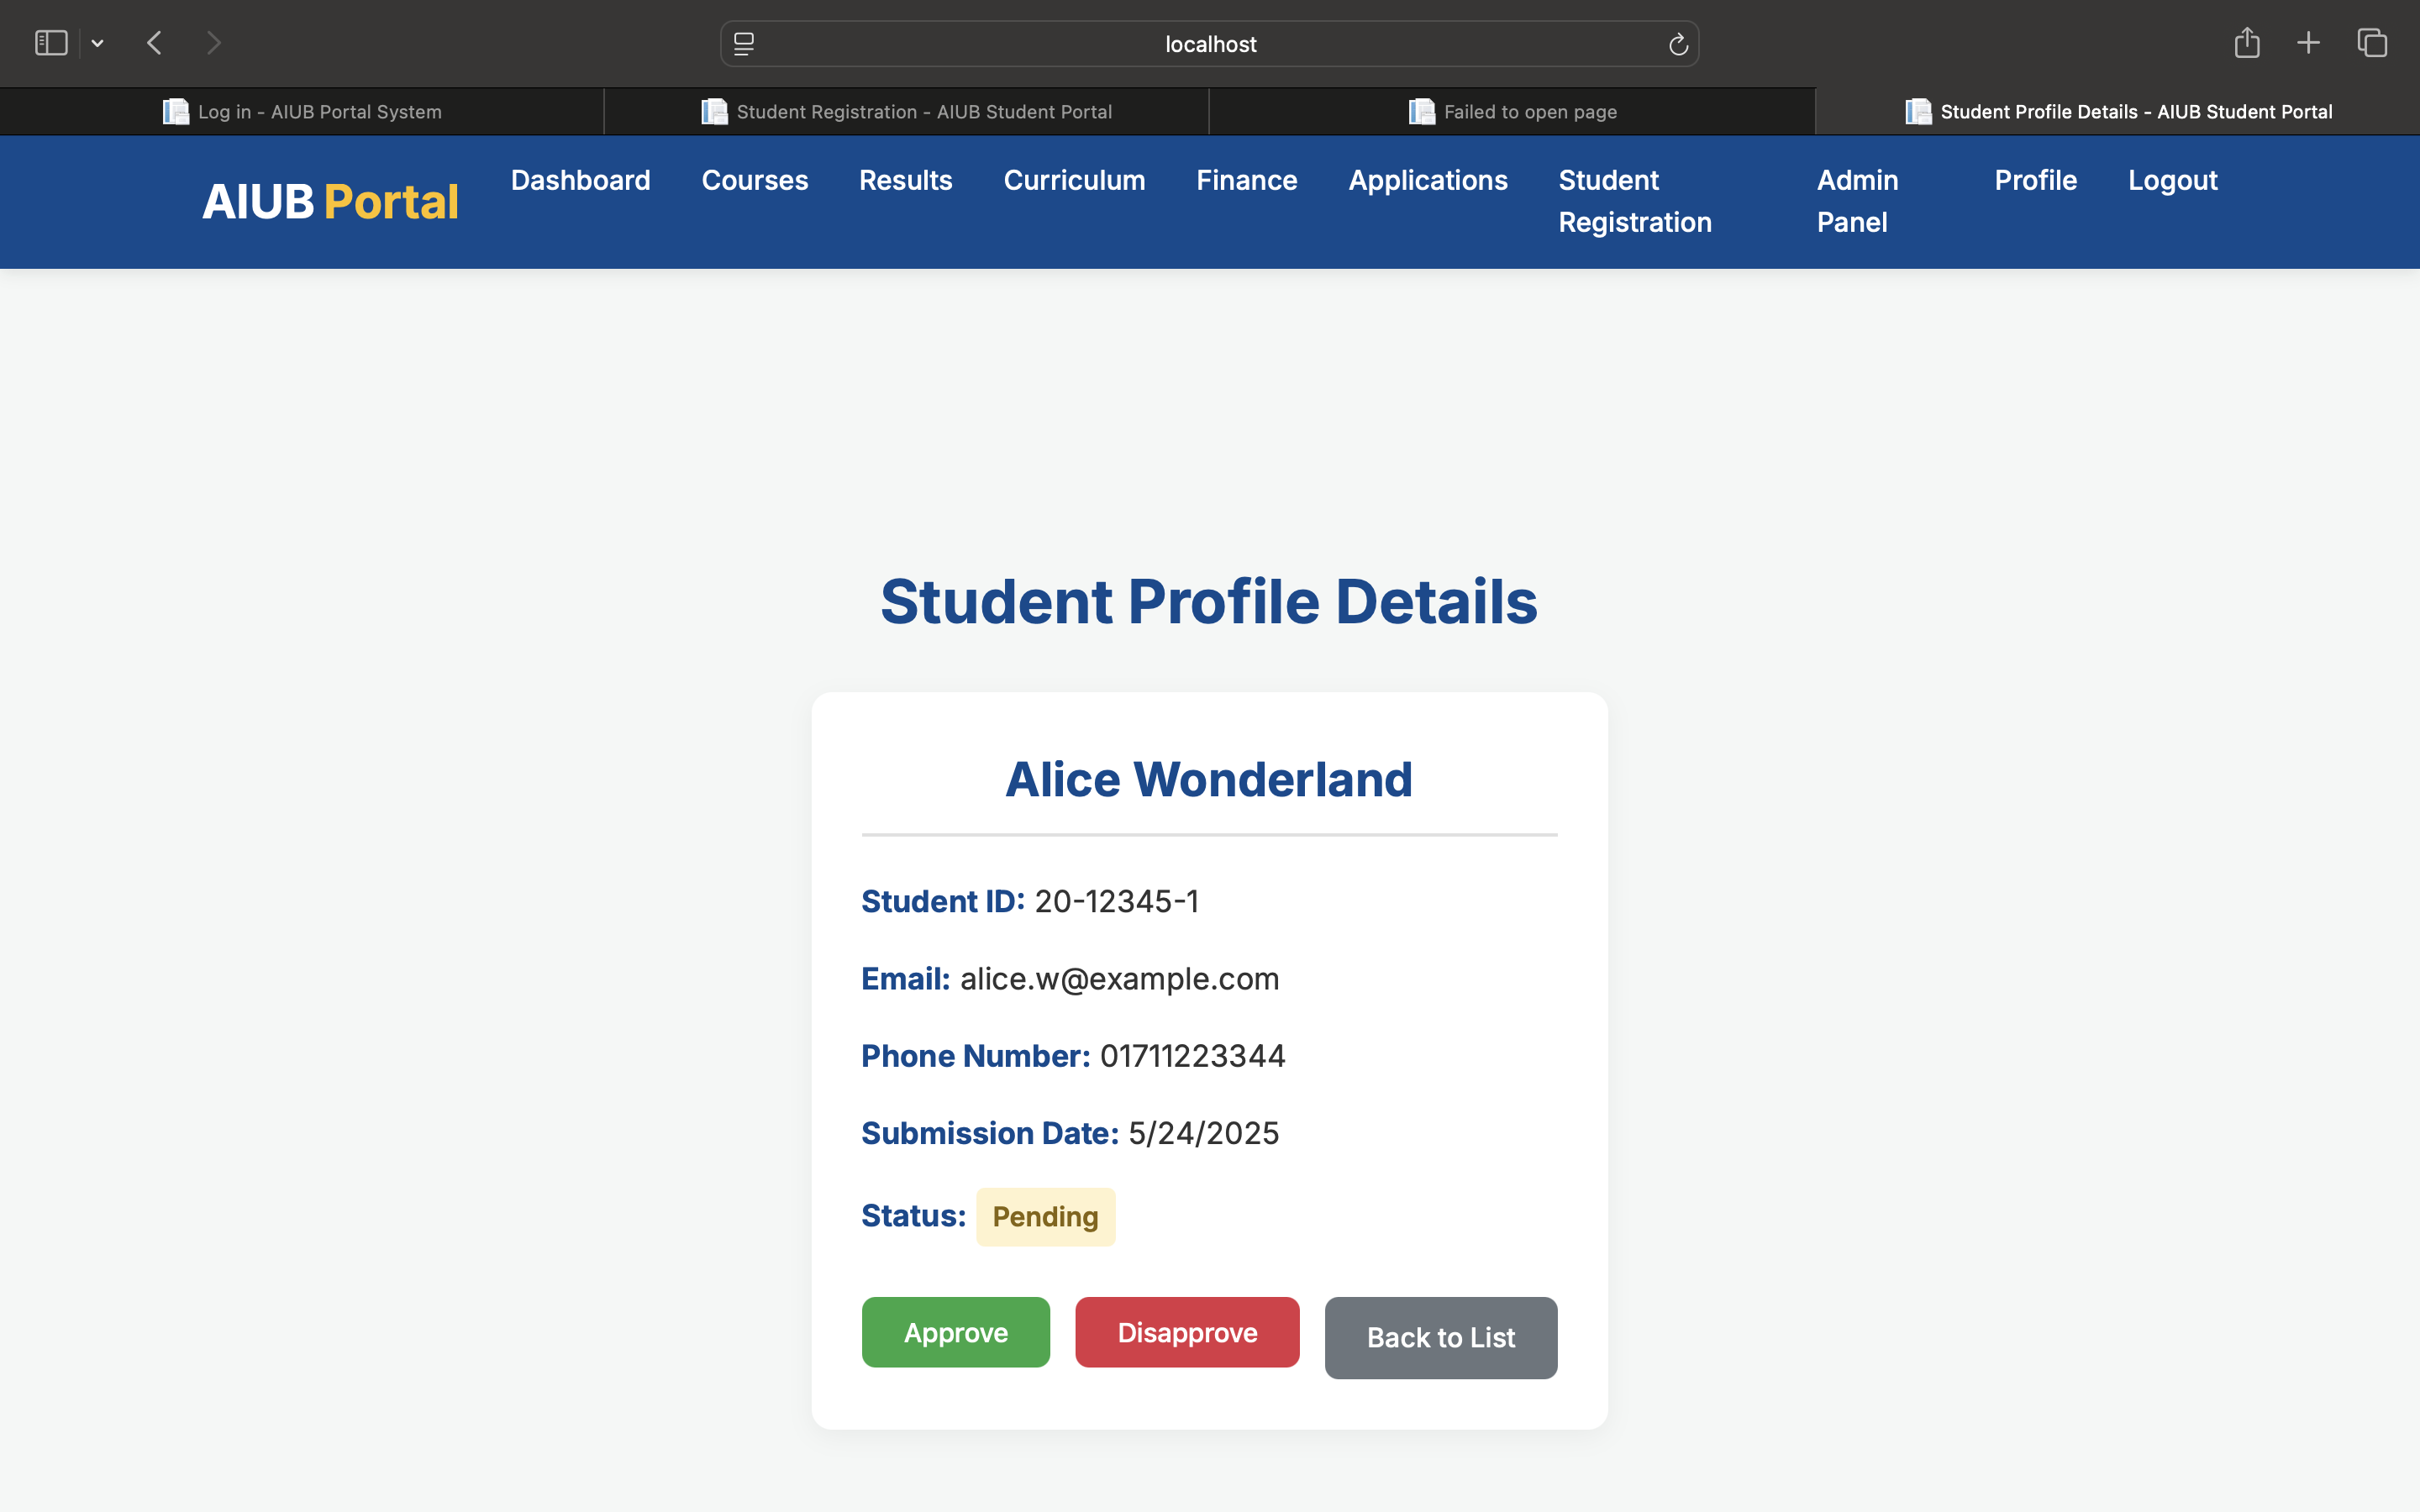 localhost
Log in - AIUB Portal System
Student Registration - AIUB Student Portal
Failed to open page
Student Profile Details - AIUB Student Portal
AIUB Portal
Dashboard
Courses
Results
Curriculum
Finance
Applications
Student
Registration
Admin
Panel
Profile
Logout
Student Profile Details
Alice Wonderland
Student ID: 20-12345-1
Email: alice.w@example.com
Phone Number: 01711223344
Submission Date: 5/24/2025
Status: Pending
Approve
Disapprove
Back to List